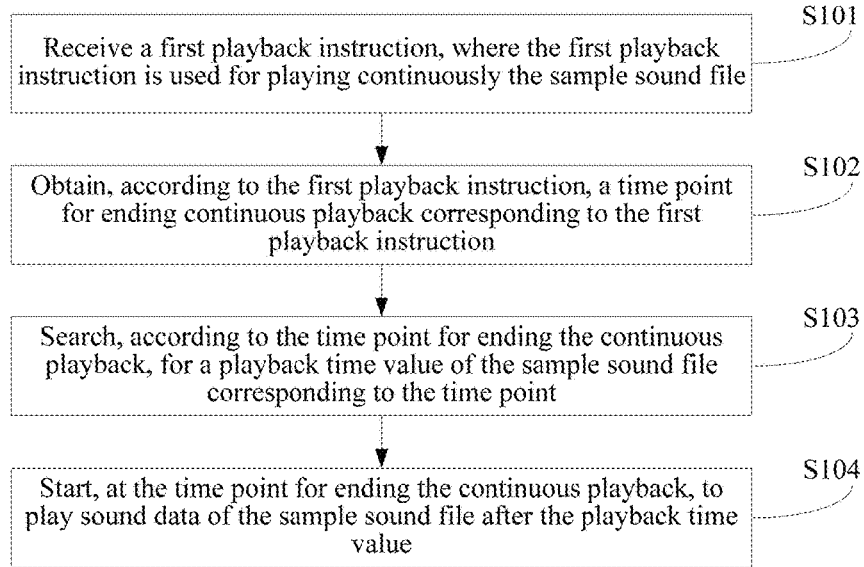 S101
Receive a first playback instruction, where the first playback
instruction is used for playing continuously the sample sound file
S102
Obtain, according to the first playback instruction, a time point
for ending continuous playback corresponding to the first
playback instruction
S103
Search, according to the time point for ending the continuous
playback, for a playback time value of the sample sound file
corresponding to the time point
S104
Start, at the time point for ending the continuous playback, to
play sound data of the sample sound file after the playback time
value